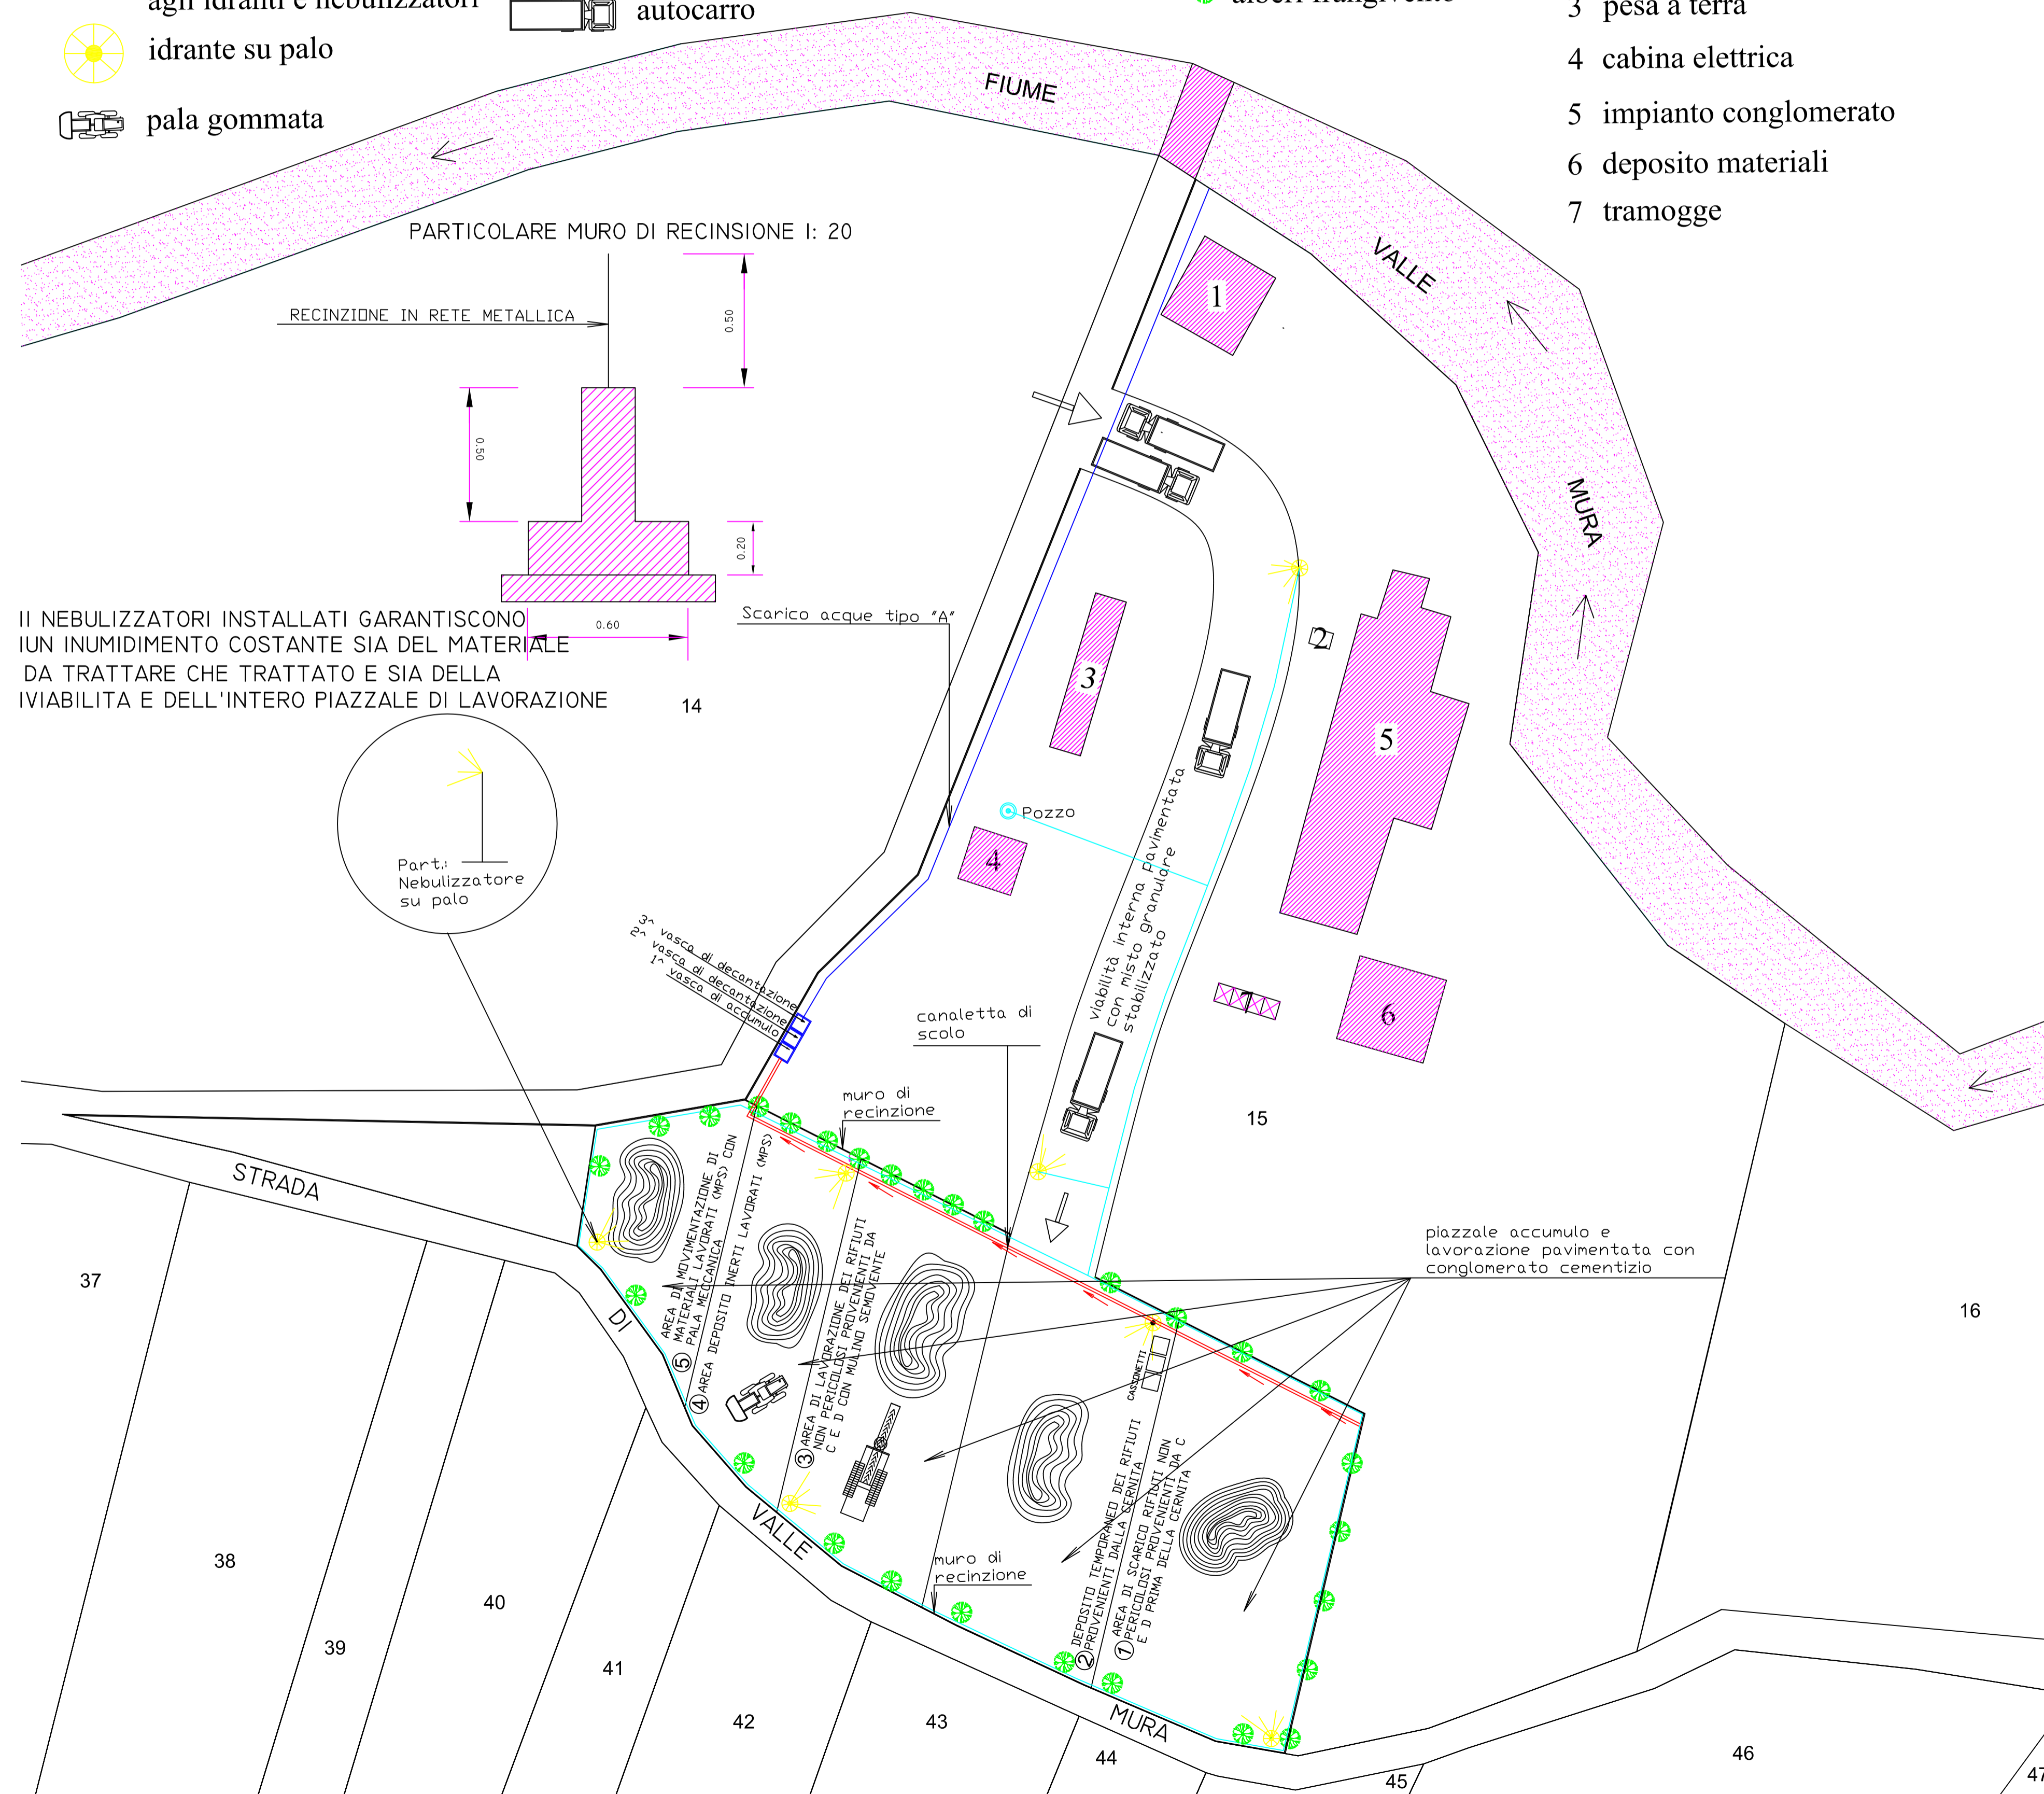 agli idranti e nebulizzatori
idrante su palo
pala gommata
autocarro
alberi frangivento
3 pesa a terra
4 cabina elettrica
5 impianto conglomerato
6 deposito materiali
7 tramogge
FIUME
VALLE
MURA
PARTICOLARE MURO DI RECINSIONE I: 20
RECINZIONE IN RETE METALLICA
0.50
0.50
0.20
0.60
II NEBULIZZATORI INSTALLATI GARANTISCONO
IUN INUMIDIMENTO COSTANTE SIA DEL MATERIALE
DA TRATTARE CHE TRATTATO E SIA DELLA
IVIABILITA E DELL'INTERO PIAZZALE DI LAVORAZIONE
14
Scarico acque tipo "A"
1
2
3
4
5
6
7
Pozzo
Part.:
Nebulizzatore
su palo
3^ vasca di decantazione
2^ vasca di decantazione
1^ vasca di accumulo
viabilità interna pavimentata
con misto granulare
stabilizzato
canaletta di
scolo
muro di
recinzione
15
16
piazzale accumulo e
lavorazione pavimentata con
conglomerato cementizio
5 AREA DI MOVIMENTAZIONE DI
MATERIALI LAVORATI (MPS) CON
PALA MECCANICA
4 AREA DEPOSITO INERTI LAVORATI (MPS)
3 AREA DI LAVORAZIONE DEI RIFIUTI
NON PERICOLOSI PROVENIENTI DA
C E D CON MULINO SEMOVENTE
CASSONETTI
2 DEPOSITO TEMPORANEO DEI RIFIUTI
PROVENIENTI DALLA CERNITA
1 AREA DI SCARICO RIFIUTI NON
PERICOLOSI PROVENIENTI DA C
E D PRIMA DELLA CERNITA
muro di
recinzione
STRADA
DI
VALLE
MURA
37
38
39
40
41
42
43
44
45
46
47